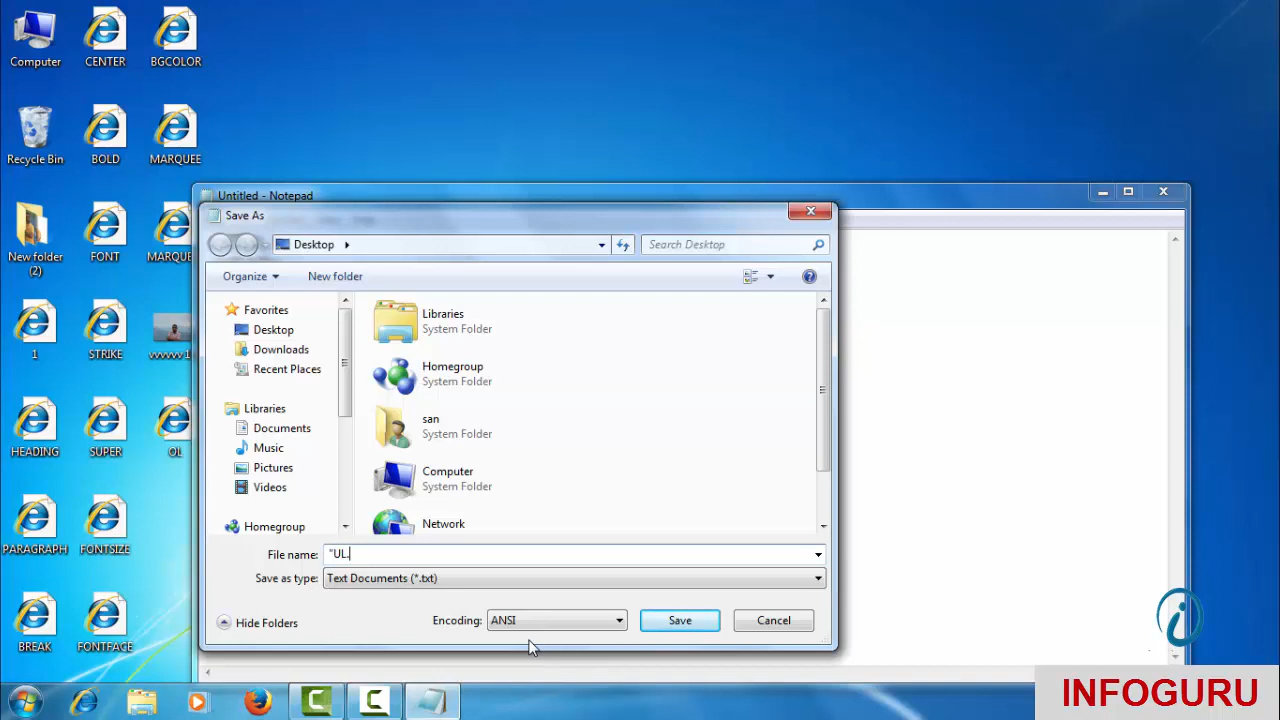 Computer
CENTER
BGCOLOR
Recycle Bin
BOLD
MARQUEE
New folder
(2)
FONT
MARQUE
1
STRIKE
vvvvvv 1
HEADING
SUPER
OL
PARAGRAPH
FONTSIZE
BREAK
FONTFACE
Untitled - Notepad
Save As
Desktop
Search Desktop
Organize
New folder
Favorites
Desktop
Downloads
Recent Places
Libraries
Documents
Music
Pictures
Videos
Homegroup
Libraries
System Folder
Homegroup
System Folder
san
System Folder
Computer
System Folder
Network
File name: "UL.
Save as type: Text Documents (*.txt)
Hide Folders
Encoding: ANSI
Save
Cancel
INFOGURU